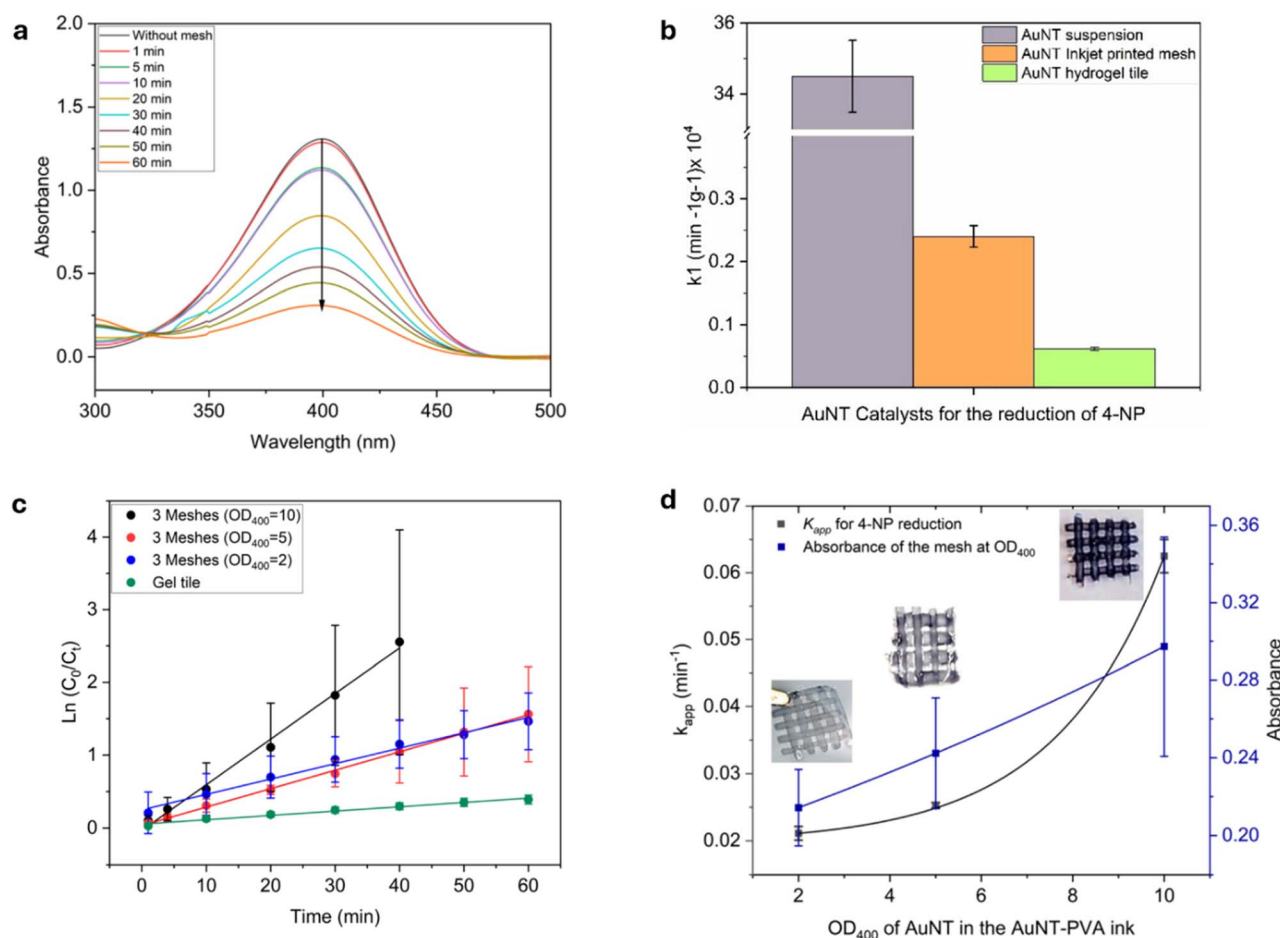 a
2.0
1.5
1.0
0.5
0.0
Absorbance
Without mesh
1 min
5 min
10 min
20 min
30 min
40 min
50 min
60 min
300
350
400
450
500
Wavelength (nm)
b
36
34
0.3
0.2
0.1
0.0
k1 (min -1g-1)x 10⁴
AuNT suspension
AuNT Inkjet printed mesh
AuNT hydrogel tile
AuNT Catalysts for the reduction of 4-NP
c
4
3
2
1
0
Ln (C₀/Cₜ)
3 Meshes (OD₄₀₀=10)
3 Meshes (OD₄₀₀=5)
3 Meshes (OD₄₀₀=2)
Gel tile
0
10
20
30
40
50
60
Time (min)
d
0.07
0.06
0.05
0.04
0.03
0.02
kₐₚₚ (min⁻¹)
Kₐₚₚ for 4-NP reduction
Absorbance of the mesh at OD₄₀₀
0.36
0.32
0.28
0.24
0.20
Absorbance
2
4
6
8
10
OD₄₀₀ of AuNT in the AuNT-PVA ink